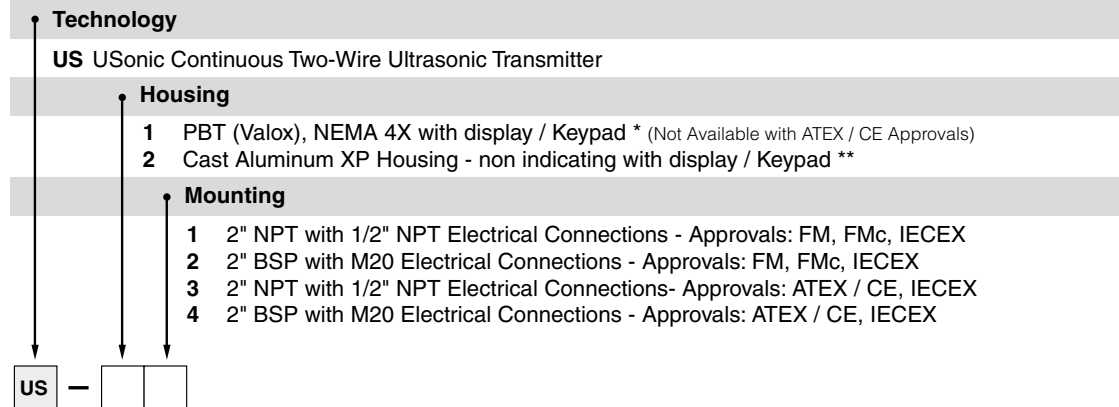 Technology
US USonic Continuous Two-Wire Ultrasonic Transmitter
Housing
1 PBT (Valox), NEMA 4X with display / Keypad * (Not Available with ATEX / CE Approvals)
2 Cast Aluminum XP Housing - non indicating with display / Keypad **
Mounting
1 2" NPT with 1/2" NPT Electrical Connections - Approvals: FM, FMc, IECEX
2 2" BSP with M20 Electrical Connections - Approvals: FM, FMc, IECEX
3 2" NPT with 1/2" NPT Electrical Connections- Approvals: ATEX / CE, IECEX
4 2" BSP with M20 Electrical Connections - Approvals: ATEX / CE, IECEX
US –